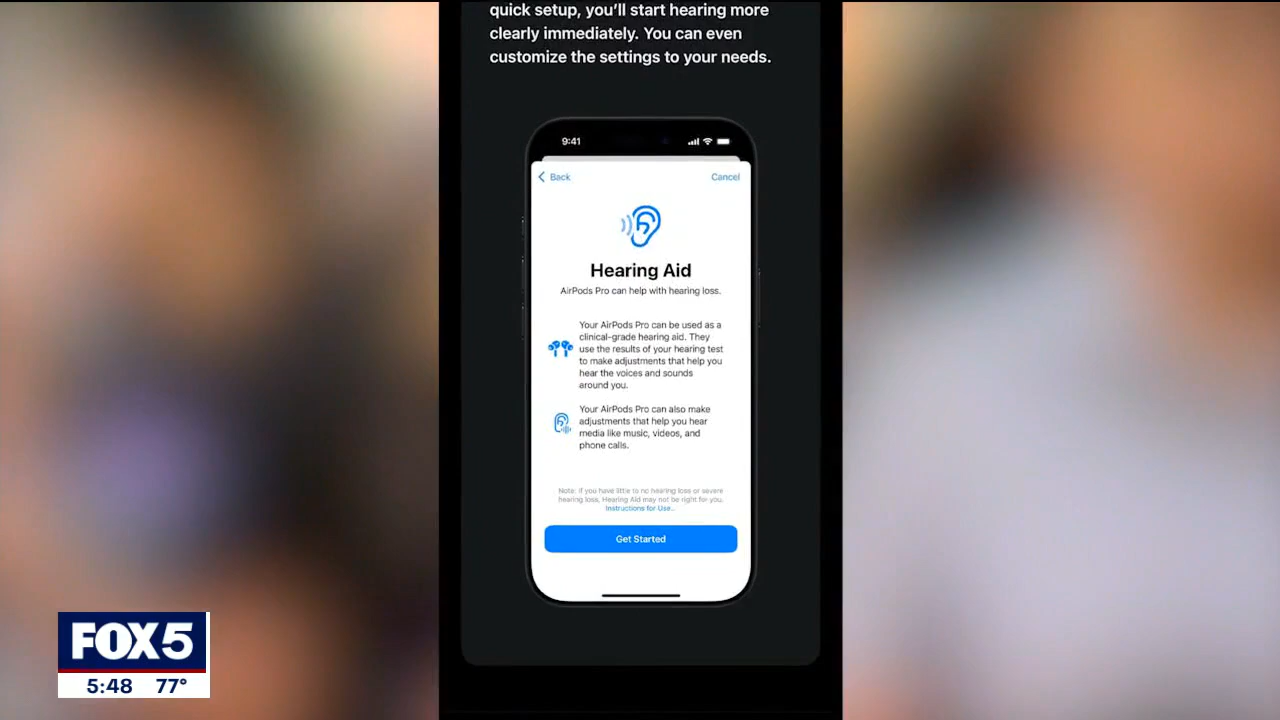 quick setup, you’ll start hearing more
clearly immediately. You can even
customize the settings to your needs.
9:41
Back
Cancel
Hearing Aid
AirPods Pro can help with hearing loss.
Your AirPods Pro can be used as a
clinical-grade hearing aid. They
use the results of your hearing test
to make adjustments that help you
hear the voices and sounds
around you.
Your AirPods Pro can also make
adjustments that help you hear
media like music, videos, and
phone calls.
Note: If you have little to no hearing loss or severe
hearing loss, Hearing Aid may not be right for you.
Instructions for Use...
Get Started
FOX5
5:48 77°